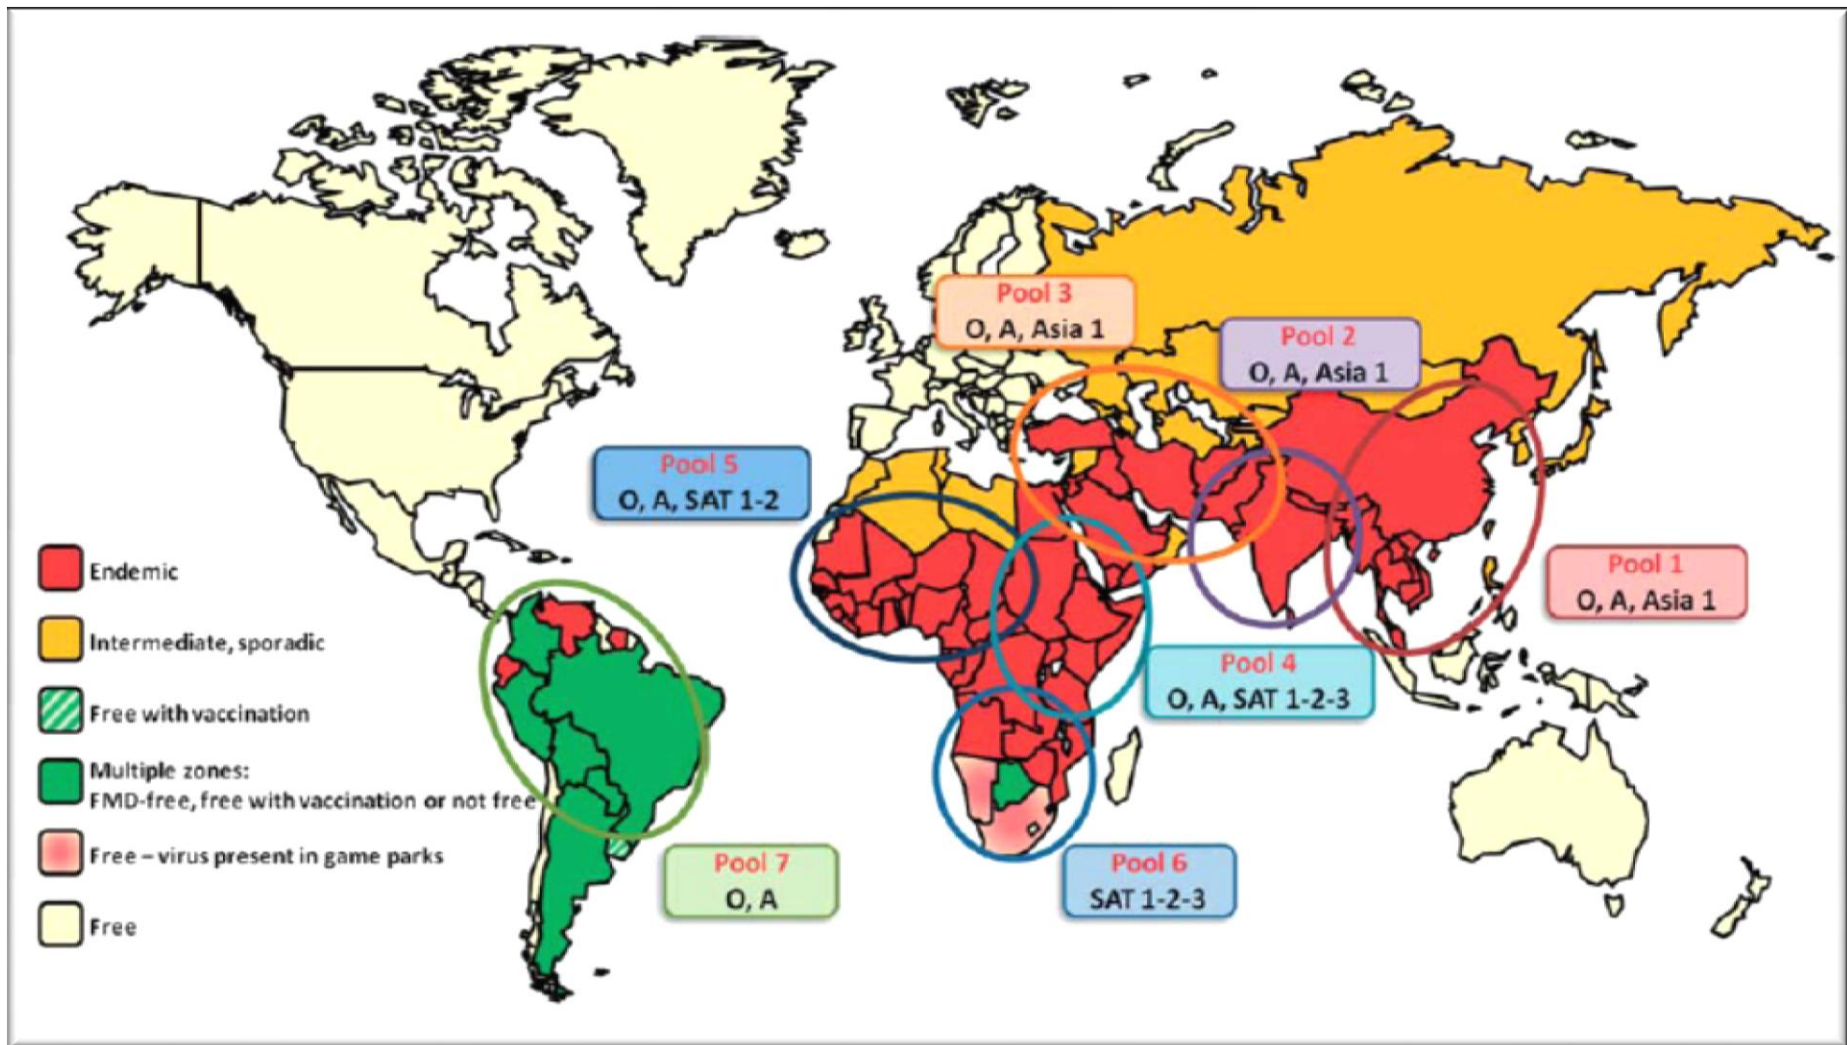 Pool 3
O, A, Asia 1
Pool 2
O, A, Asia 1
Pool 5
O, A, SAT 1-2
Pool 1
O, A, Asia 1
Pool 4
O, A, SAT 1-2-3
Pool 7
O, A
Pool 6
SAT 1-2-3
Endemic
Intermediate, sporadic
Free with vaccination
Multiple zones:
FMD-free, free with vaccination or not free
Free – virus present in game parks
Free